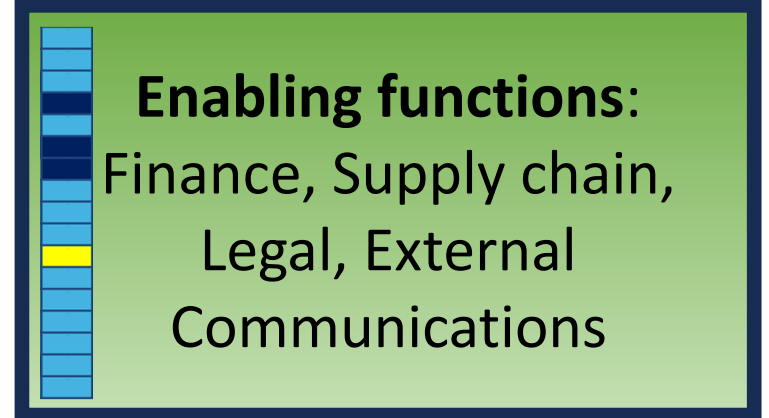 Enabling functions:
Finance, Supply chain,
Legal, External
Communications